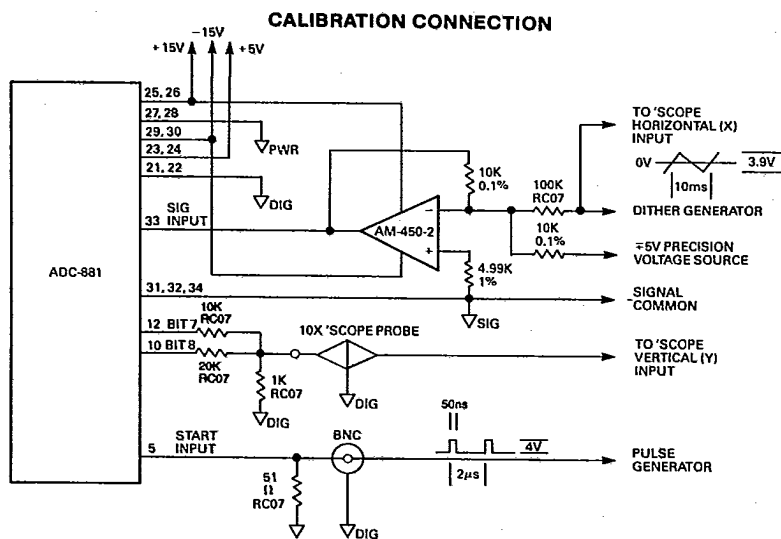 CALIBRATION CONNECTION
−15V
+15V
+5V
25, 26
27, 28
29, 30
23, 24
21, 22
PWR
DIG
SIG
INPUT
33
ADC-881
AM-450-2
−
+
10K
0.1%
100K
RC07
10K
0.1%
4.99K
1%
TO 'SCOPE
HORIZONTAL (X)
INPUT
0V
3.9V
10ms
DITHER GENERATOR
∓5V PRECISION
VOLTAGE SOURCE
31, 32, 34
SIGNAL
COMMON
SIG
10K
RC07
12 BIT 7
10 BIT 8
20K
RC07
1K
RC07
DIG
10X 'SCOPE PROBE
DIG
TO 'SCOPE
VERTICAL (Y)
INPUT
START
INPUT
5
51
Ω
RC07
BNC
DIG
50ns
4V
2µs
PULSE
GENERATOR